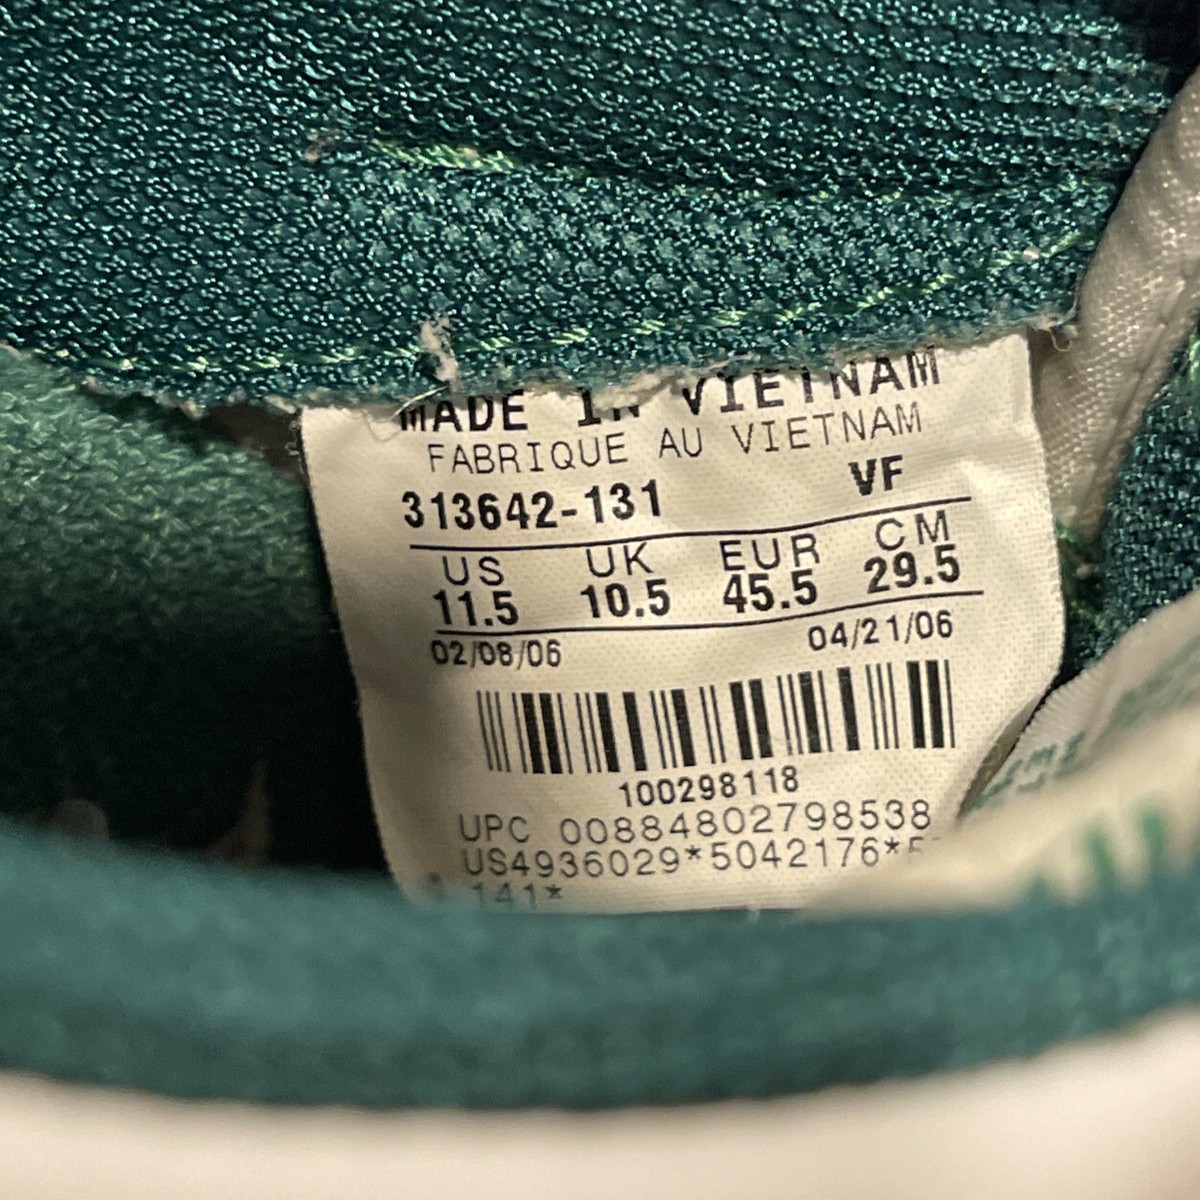 MADE IN VIETNAM
FABRIQUE AU VIETNAM
313642-131 VF
US UK EUR CM
11.5 10.5 45.5 29.5
02/08/06 04/21/06
100298118
UPC 00884802798538
US4936029*5042176*5
141*